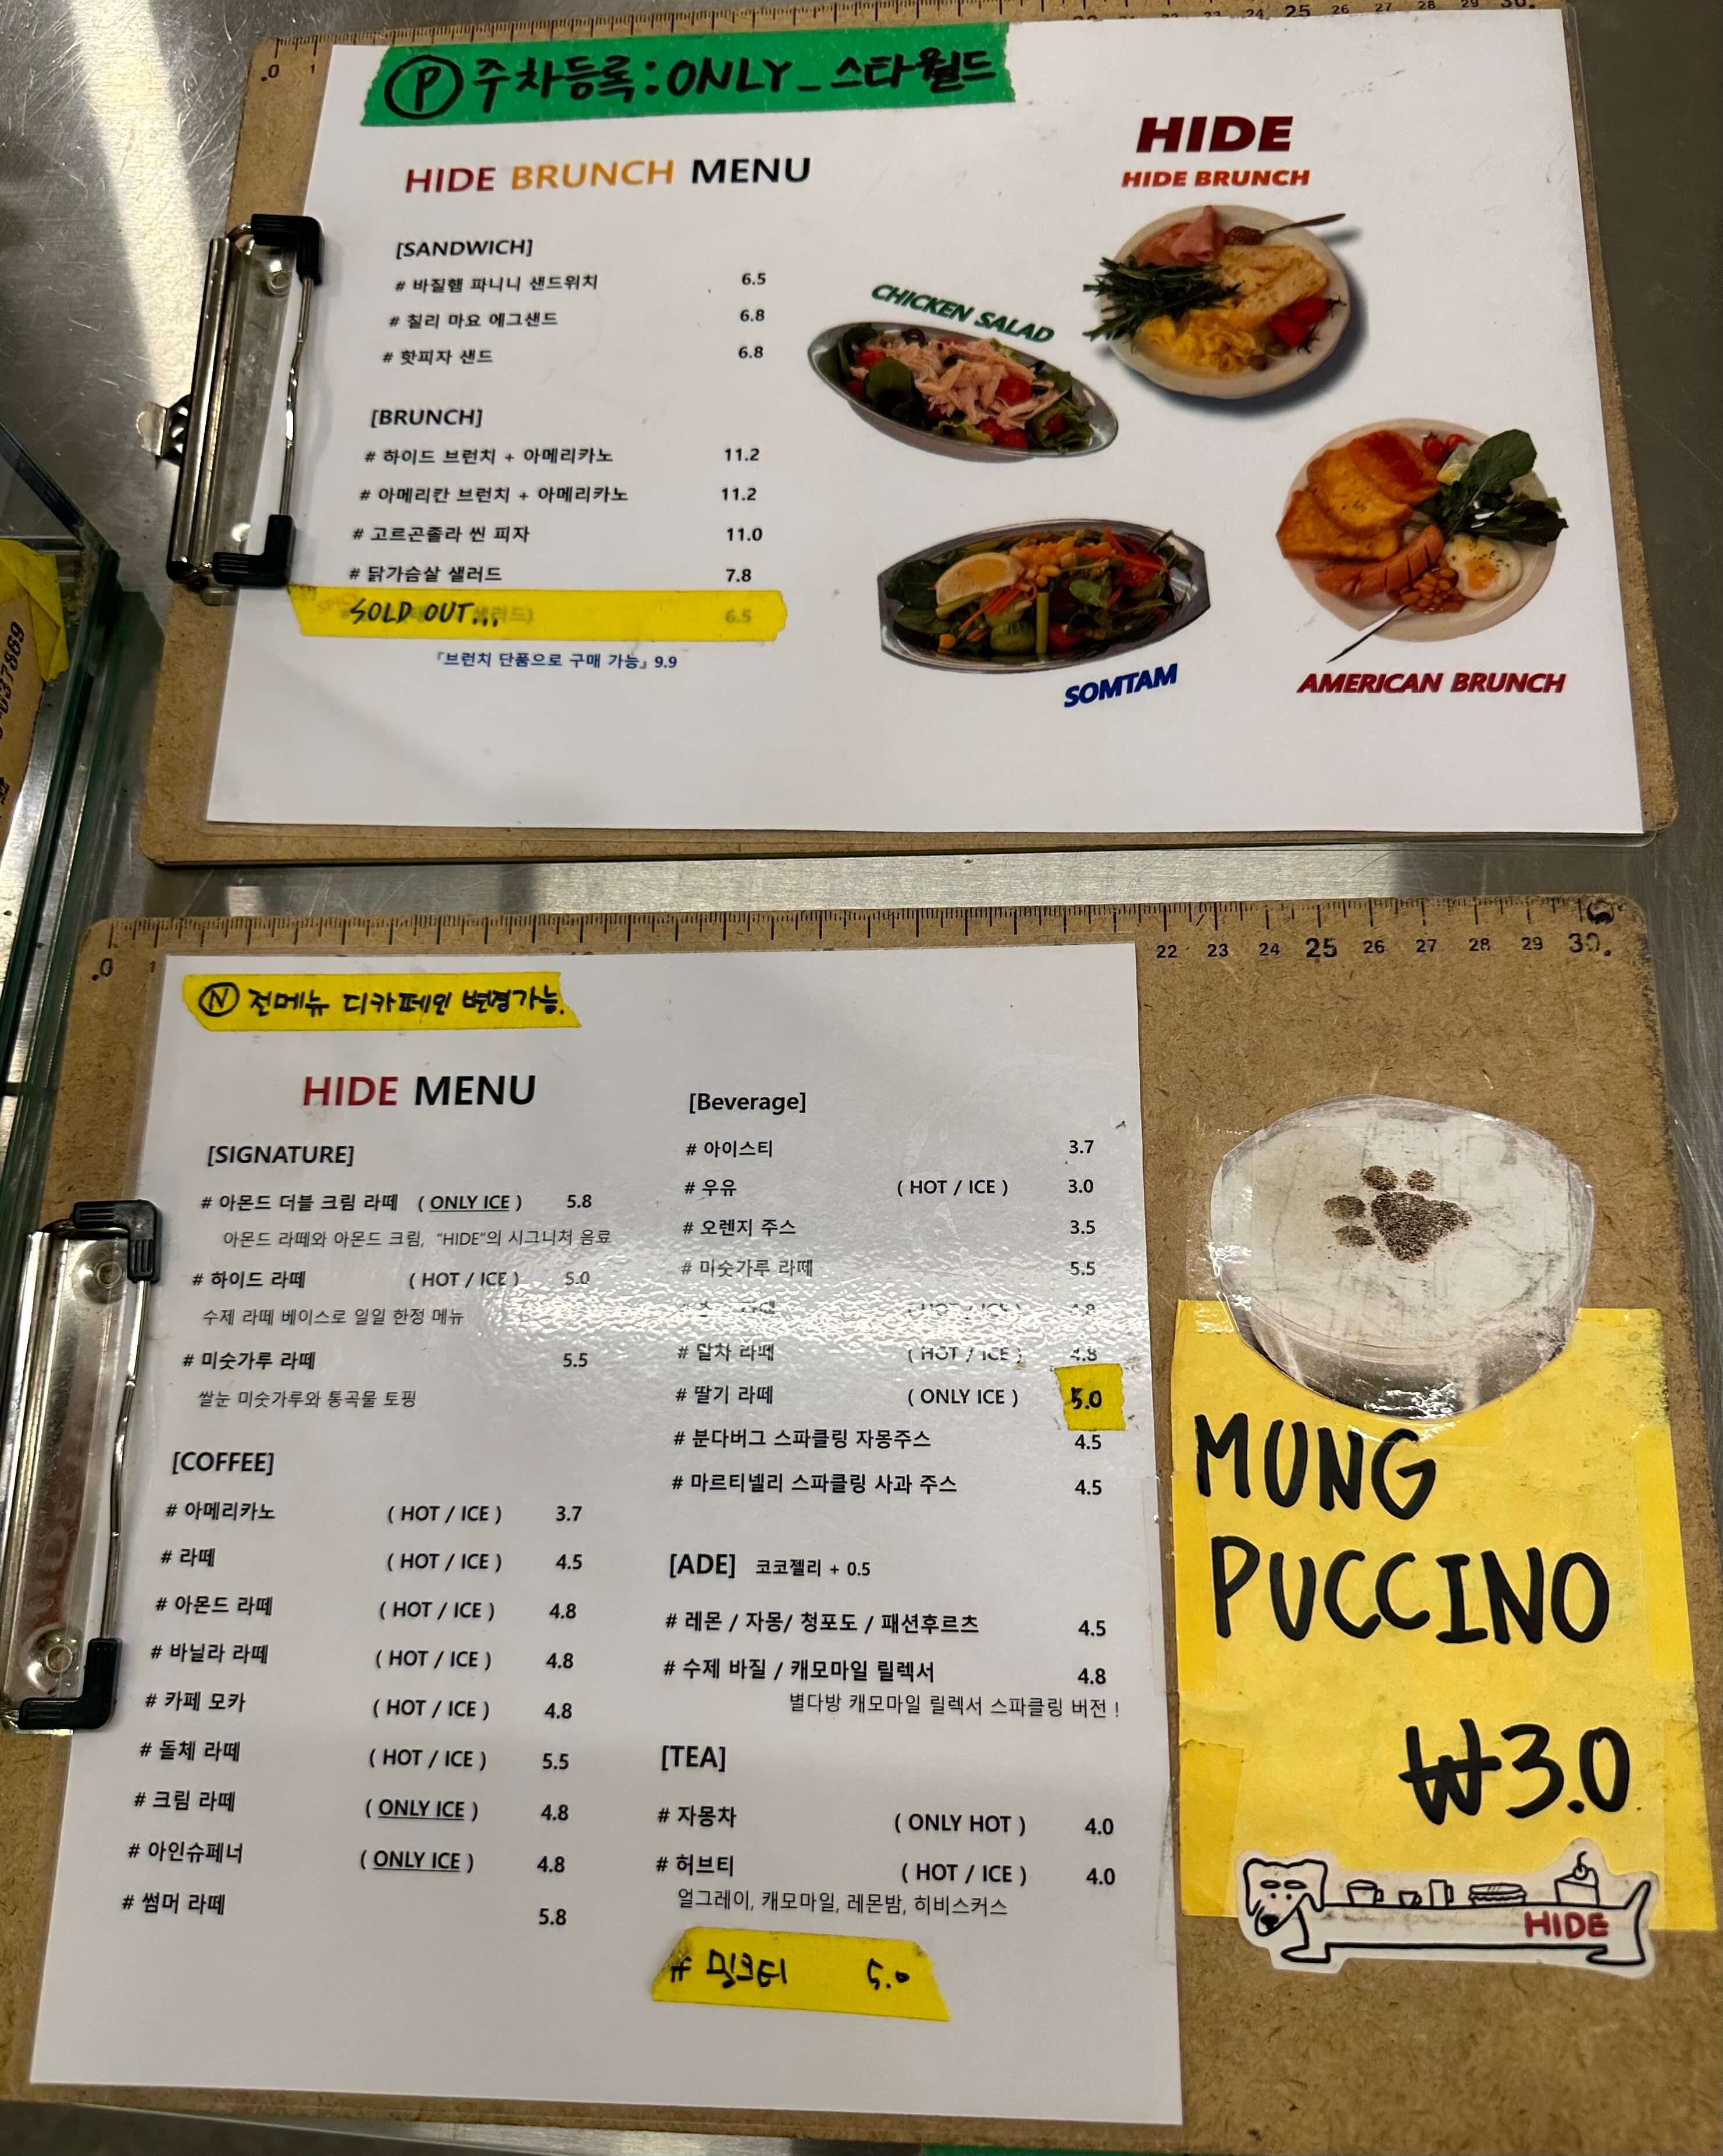 Ⓟ 주차등록: ONLY_스타월드
HIDE BRUNCH MENU
[SANDWICH]
# 바질햄 파니니 샌드위치 6.5
# 칠리 마요 에그샌드 6.8
# 핫피자 샌드 6.8
[BRUNCH]
# 하이드 브런치 + 아메리카노 11.2
# 아메리칸 브런치 + 아메리카노 11.2
# 고르곤졸라 씬 피자 11.0
# 닭가슴살 샐러드 7.8
SOLD OUT... 6.5
『브런치 단품으로 구매 가능』 9.9
HIDE
HIDE BRUNCH
CHICKEN SALAD
SOMTAM
AMERICAN BRUNCH
.0 1
22 23 24 25 26 27 28 29 30.
Ⓝ 전메뉴 디카페인 변경가능.
HIDE MENU
[SIGNATURE]
# 아몬드 더블 크림 라떼 ( ONLY ICE ) 5.8
아몬드 라떼와 아몬드 크림, "HIDE"의 시그니처 음료
# 하이드 라떼 ( HOT / ICE ) 5.0
수제 라떼 베이스로 일일 한정 메뉴
# 미숫가루 라떼 5.5
쌀눈 미숫가루와 통곡물 토핑
[COFFEE]
# 아메리카노 ( HOT / ICE ) 3.7
# 라떼 ( HOT / ICE ) 4.5
# 아몬드 라떼 ( HOT / ICE ) 4.8
# 바닐라 라떼 ( HOT / ICE ) 4.8
# 카페 모카 ( HOT / ICE ) 4.8
# 돌체 라떼 ( HOT / ICE ) 5.5
# 크림 라떼 ( ONLY ICE ) 4.8
# 아인슈페너 ( ONLY ICE ) 4.8
# 썸머 라떼 5.8
[Beverage]
# 아이스티 3.7
# 우유 ( HOT / ICE ) 3.0
# 오렌지 주스 3.5
# 미숫가루 라떼 5.5
라떼 ( HOT / ICE ) 4.8
# 말차 라떼 ( HOT / ICE ) 4.8
# 딸기 라떼 ( ONLY ICE ) 5.0
# 분다버그 스파클링 자몽주스 4.5
# 마르티넬리 스파클링 사과 주스 4.5
[ADE] 코코젤리 + 0.5
# 레몬 / 자몽/ 청포도 / 패션후르츠 4.5
# 수제 바질 / 캐모마일 릴렉서 4.8
별다방 캐모마일 릴렉서 스파클링 버전 !
[TEA]
# 자몽차 ( ONLY HOT ) 4.0
# 허브티 ( HOT / ICE ) 4.0
얼그레이, 캐모마일, 레몬밤, 히비스커스
# 밀크티 5.0
MUNG
PUCCINO
₩3.0
HIDE